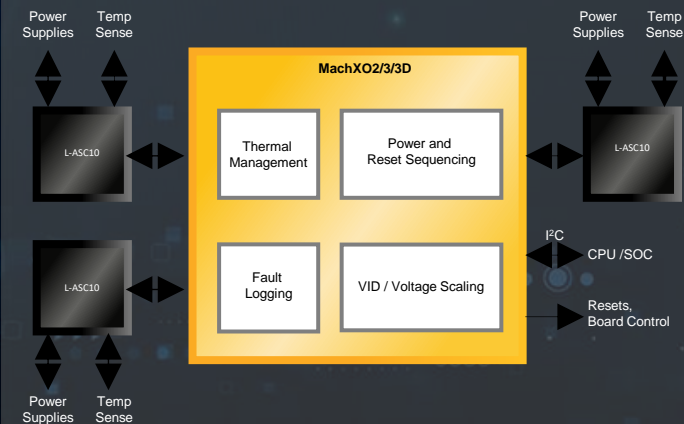 Power
Supplies
Temp
Sense
Power
Supplies
Temp
Sense
MachXO2/3/3D
L-ASC10
Thermal
Management
Power and
Reset Sequencing
L-ASC10
I²C
CPU /SOC
L-ASC10
Fault
Logging
VID / Voltage Scaling
Resets,
Board Control
Power
Supplies
Temp
Sense